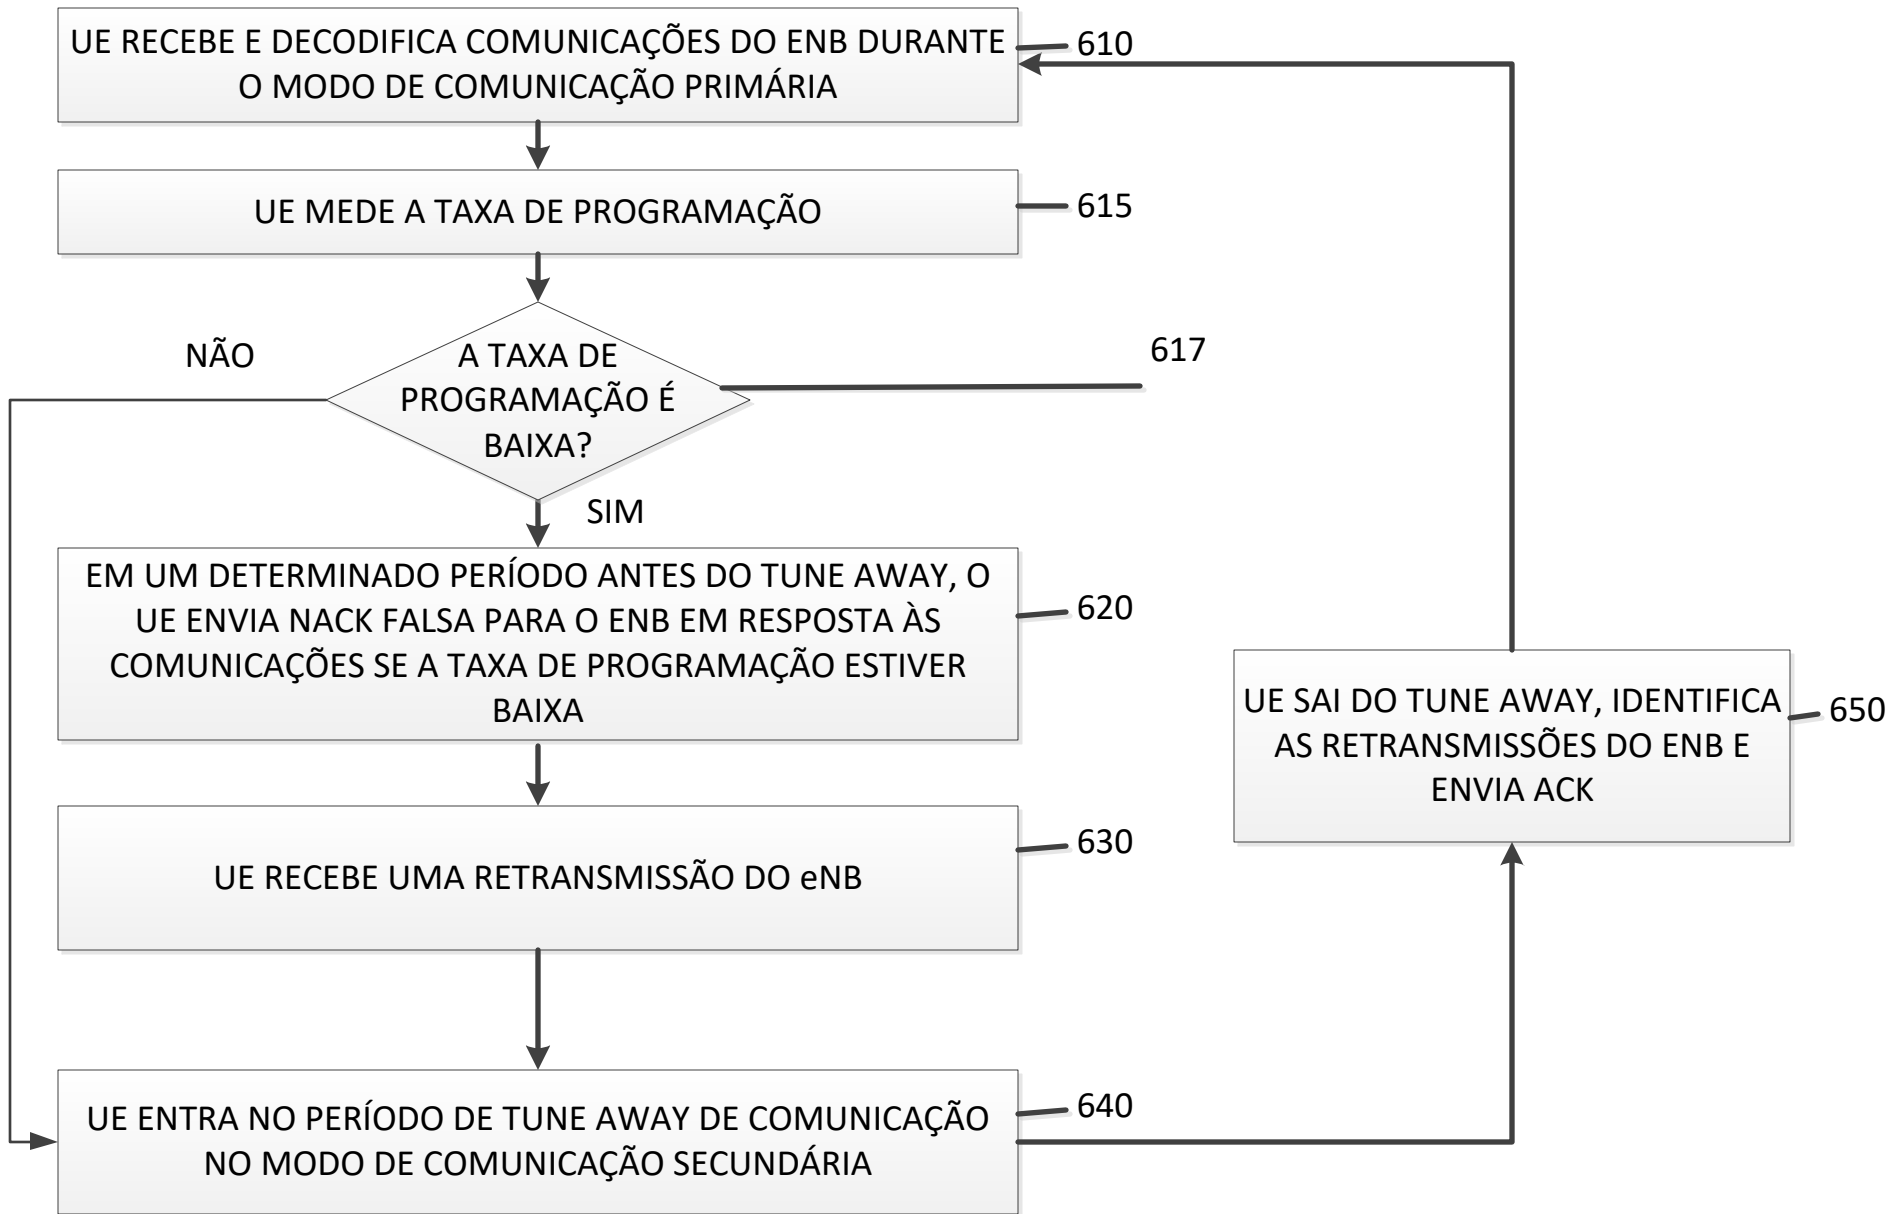 UE RECEBE E DECODIFICA COMUNICAÇÕES DO ENB DURANTE
O MODO DE COMUNICAÇÃO PRIMÁRIA
610
UE MEDE A TAXA DE PROGRAMAÇÃO
615
NÃO
A TAXA DE
PROGRAMAÇÃO É
BAIXA?
617
SIM
EM UM DETERMINADO PERÍODO ANTES DO TUNE AWAY, O
UE ENVIA NACK FALSA PARA O ENB EM RESPOSTA ÀS
COMUNICAÇÕES SE A TAXA DE PROGRAMAÇÃO ESTIVER
BAIXA
620
UE RECEBE UMA RETRANSMISSÃO DO eNB
630
UE ENTRA NO PERÍODO DE TUNE AWAY DE COMUNICAÇÃO
NO MODO DE COMUNICAÇÃO SECUNDÁRIA
640
UE SAI DO TUNE AWAY, IDENTIFICA
AS RETRANSMISSÕES DO ENB E
ENVIA ACK
650